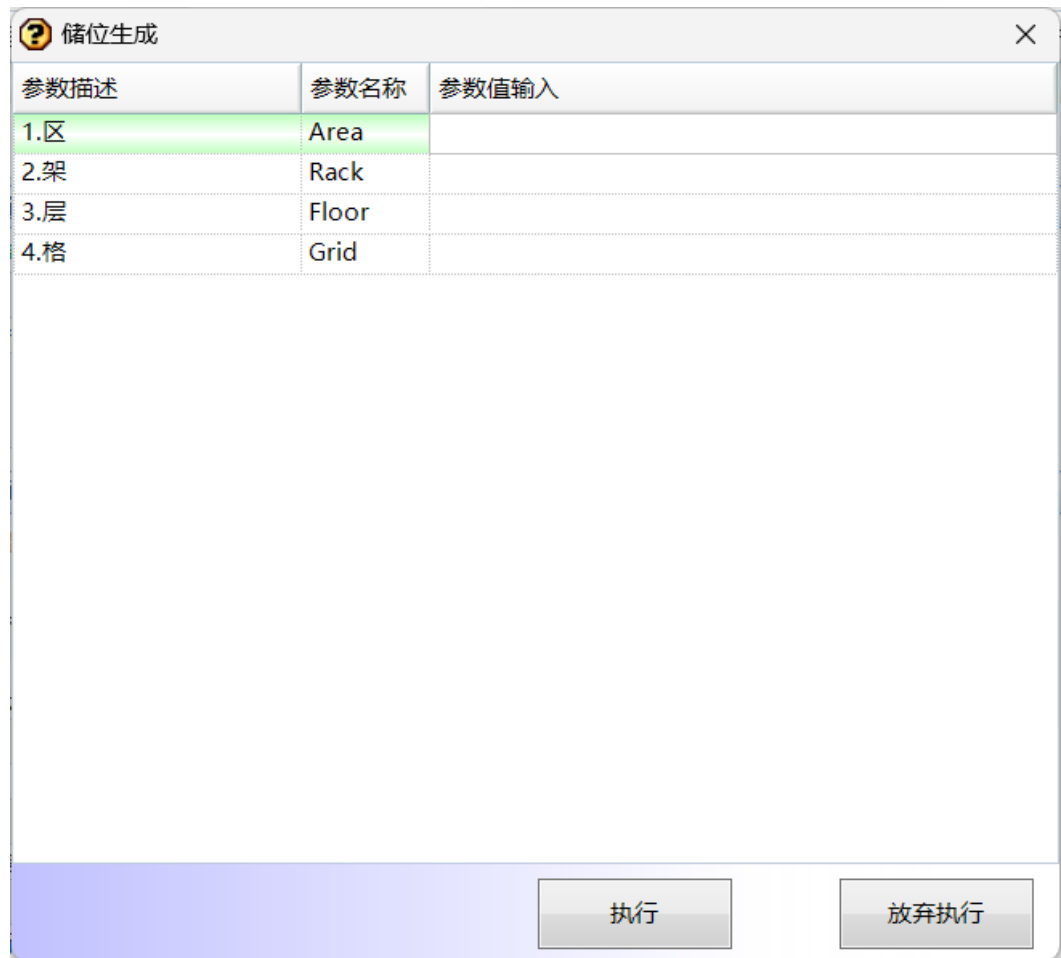 储位生成
参数描述 参数名称 参数值输入
1.区 Area
2.架 Rack
3.层 Floor
4.格 Grid
执行 放弃执行